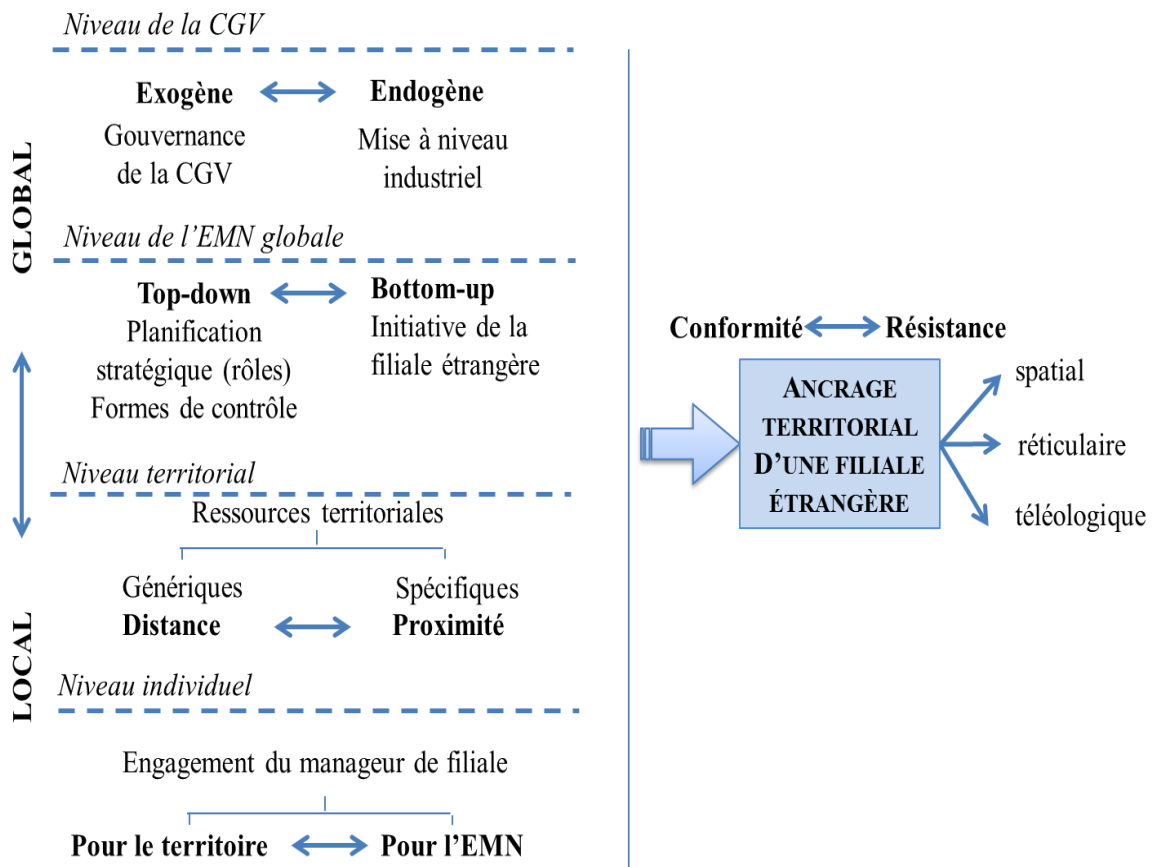 Niveau de la CGV
Exogène
Endogène
Gouvernance
de la CGV
Mise à niveau
industriel
GLOBAL
Niveau de l’EMN globale
Top-down
Bottom-up
Planification
stratégique (rôles)
Formes de contrôle
Initiative de la
filiale étrangère
Niveau territorial
Ressources territoriales
Génériques
Spécifiques
Distance
Proximité
LOCAL
Niveau individuel
Engagement du manageur de filiale
Pour le territoire
Pour l’EMN
Conformité
Résistance
ANCRAGE
TERRITORIAL
D’UNE FILIALE
ÉTRANGÈRE
spatial
réticulaire
téléologique